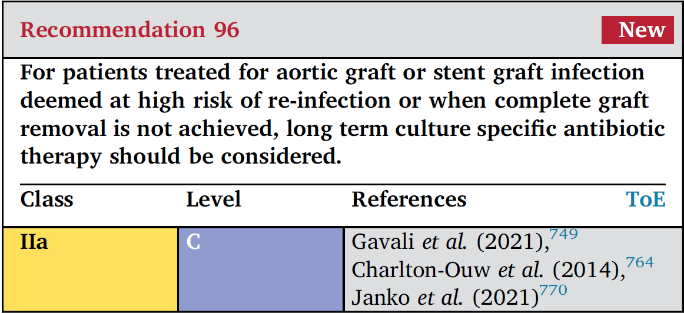 Recommendation 96 New
For patients treated for aortic graft or stent graft infection
deemed at high risk of re-infection or when complete graft
removal is not achieved, long term culture specific antibiotic
therapy should be considered.
Class Level References ToE
IIa C Gavali et al. (2021),749
Charlton-Ouw et al. (2014),764
Janko et al. (2021)770